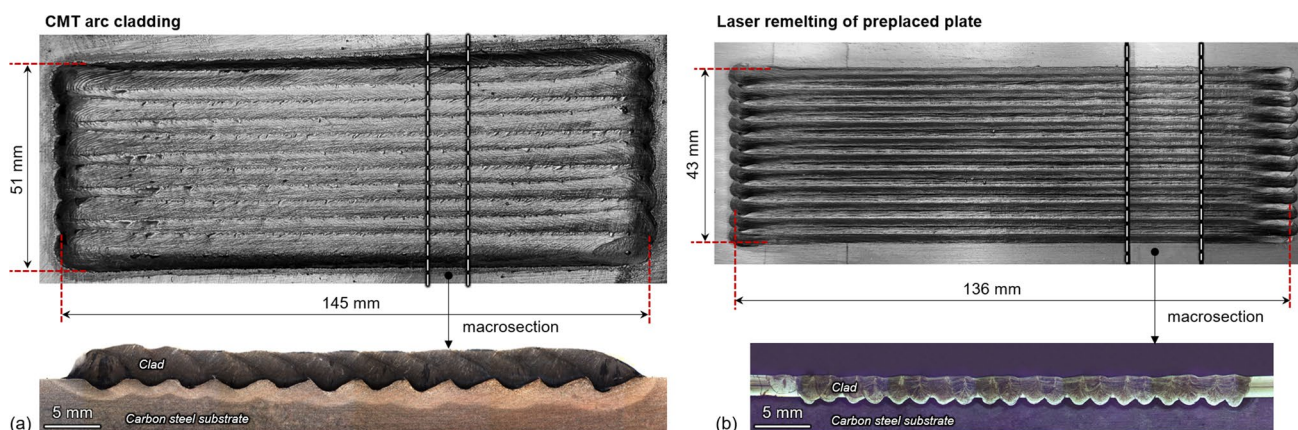 CMT arc cladding
51 mm
145 mm
macrosection
Clad
Carbon steel substrate
5 mm
(a)
Laser remelting of preplaced plate
43 mm
136 mm
macrosection
Clad
Carbon steel substrate
5 mm
(b)